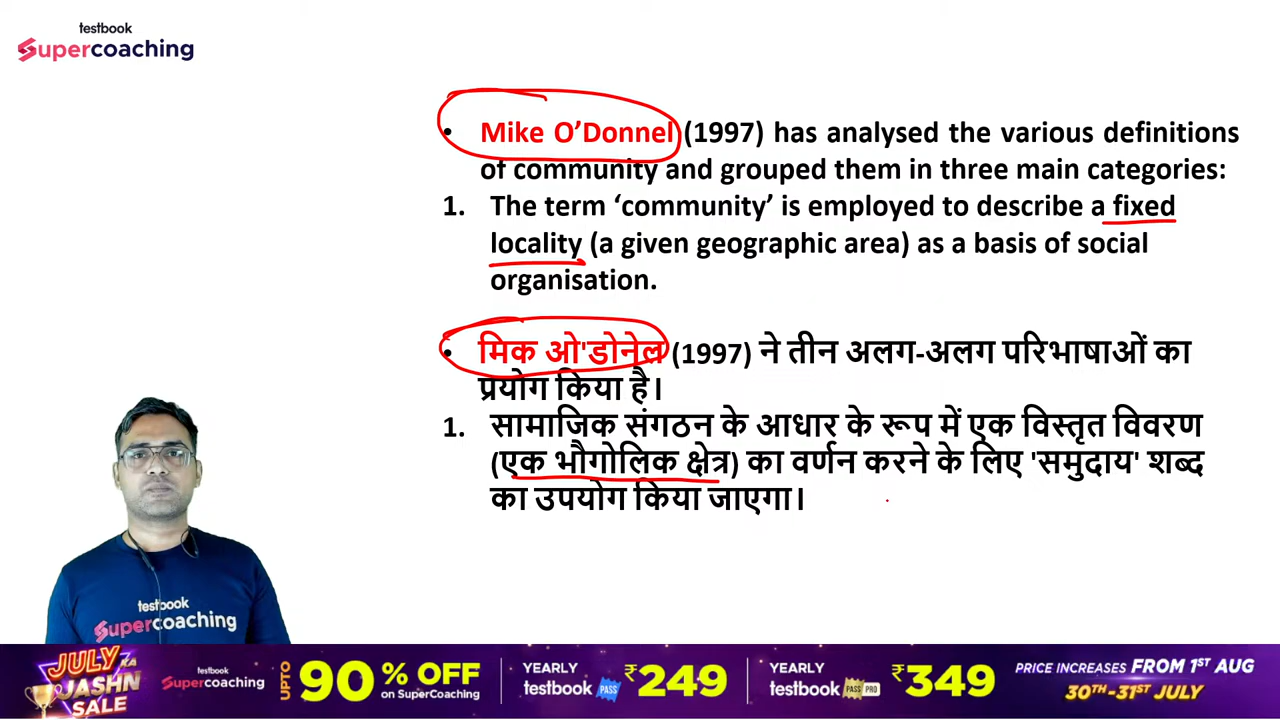 testbook
Supercoaching
• Mike O’Donnel (1997) has analysed the various definitions
of community and grouped them in three main categories:
1. The term ‘community’ is employed to describe a fixed
locality (a given geographic area) as a basis of social
organisation.
• मिक ओ'डोनेल (1997) ने तीन अलग-अलग परिभाषाओं का
प्रयोग किया है।
1. सामाजिक संगठन के आधार के रूप में एक विस्तृत विवरण
(एक भौगोलिक क्षेत्र) का वर्णन करने के लिए 'समुदाय' शब्द
का उपयोग किया जाएगा।
testbook
Supercoaching
JULY KA
JASHN
SALE
testbook
Supercoaching
UPTO 90% OFF
on SuperCoaching
YEARLY
testbook PASS
₹249
YEARLY
testbook PASS PRO
₹349
PRICE INCREASES FROM 1ST AUG
30TH-31ST JULY